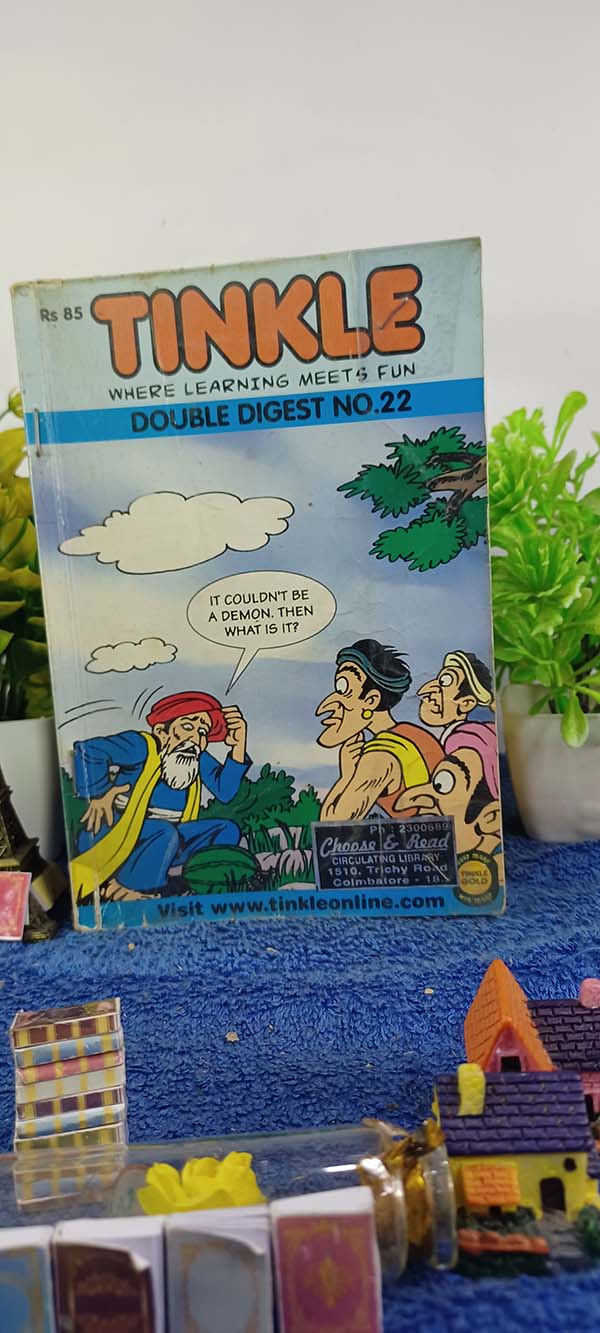 Rs 85
TINKLE
WHERE LEARNING MEETS FUN
DOUBLE DIGEST NO.22
IT COULDN'T BE
A DEMON. THEN
WHAT IS IT?
Ph : 2300689
Choose & Read
CIRCULATING LIBRARY
1510, Trichy Road
Coimbatore - 18.
TINKLE
GOLD
Visit www.tinkleonline.com